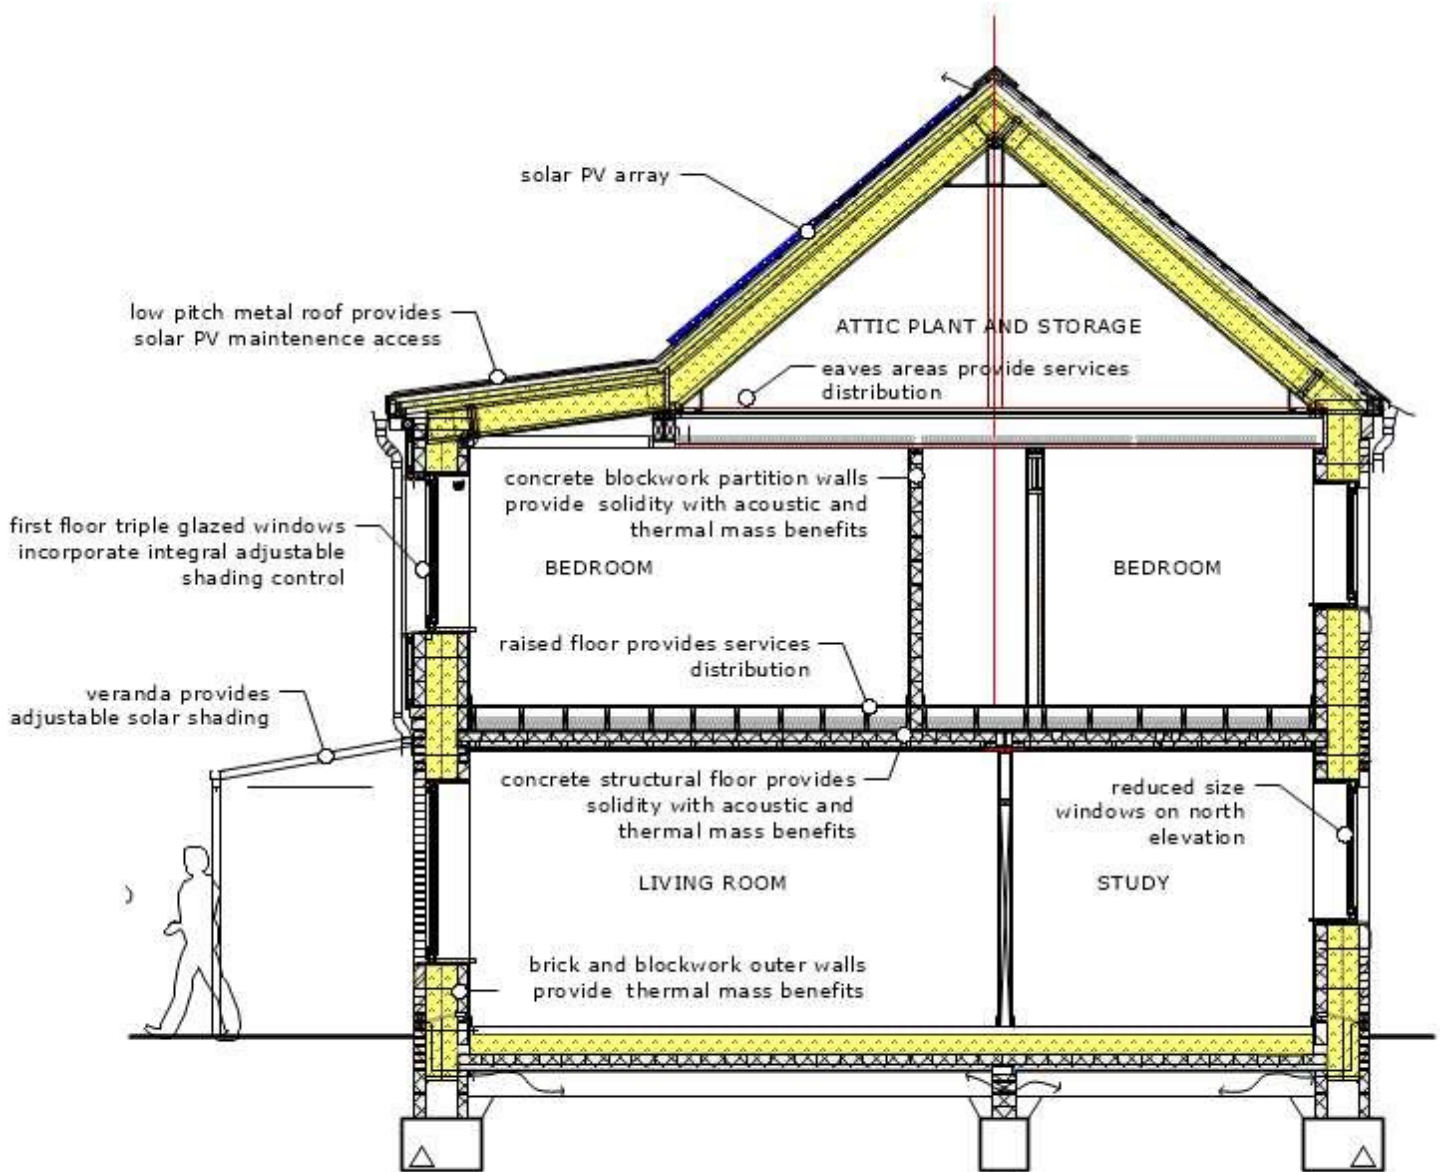 solar PV array
low pitch metal roof provides
solar PV maintenence access
ATTIC PLANT AND STORAGE
eaves areas provide services
distribution
concrete blockwork partition walls
provide solidity with acoustic and
thermal mass benefits
first floor triple glazed windows
incorporate integral adjustable
shading control
BEDROOM
BEDROOM
raised floor provides services
distribution
veranda provides
adjustable solar shading
concrete structural floor provides
solidity with acoustic and
thermal mass benefits
reduced size
windows on north
elevation
LIVING ROOM
STUDY
brick and blockwork outer walls
provide thermal mass benefits